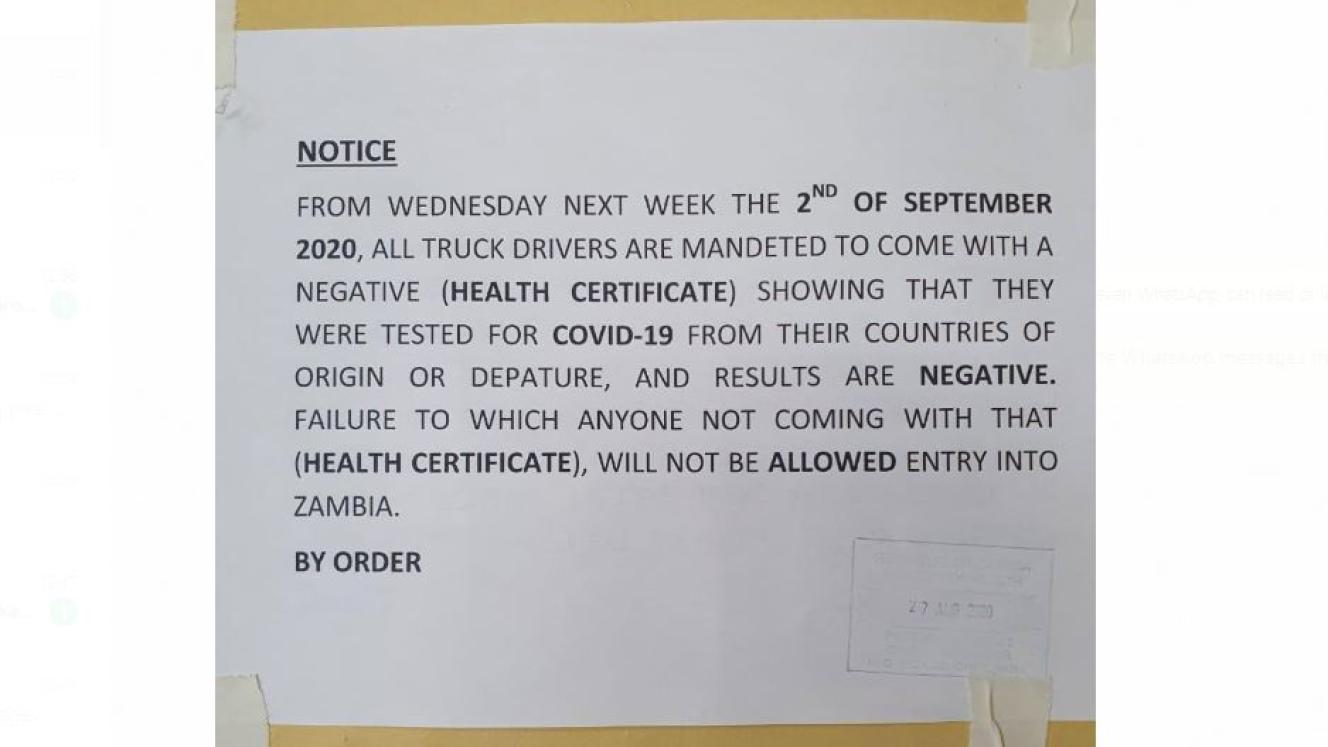 NOTICE
FROM WEDNESDAY NEXT WEEK THE 2ND OF SEPTEMBER
2020, ALL TRUCK DRIVERS ARE MANDETED TO COME WITH A
NEGATIVE (HEALTH CERTIFICATE) SHOWING THAT THEY
WERE TESTED FOR COVID-19 FROM THEIR COUNTRIES OF
ORIGIN OR DEPATURE, AND RESULTS ARE NEGATIVE.
FAILURE TO WHICH ANYONE NOT COMING WITH THAT
(HEALTH CERTIFICATE), WILL NOT BE ALLOWED ENTRY INTO
ZAMBIA.
BY ORDER
27 AUG 2020